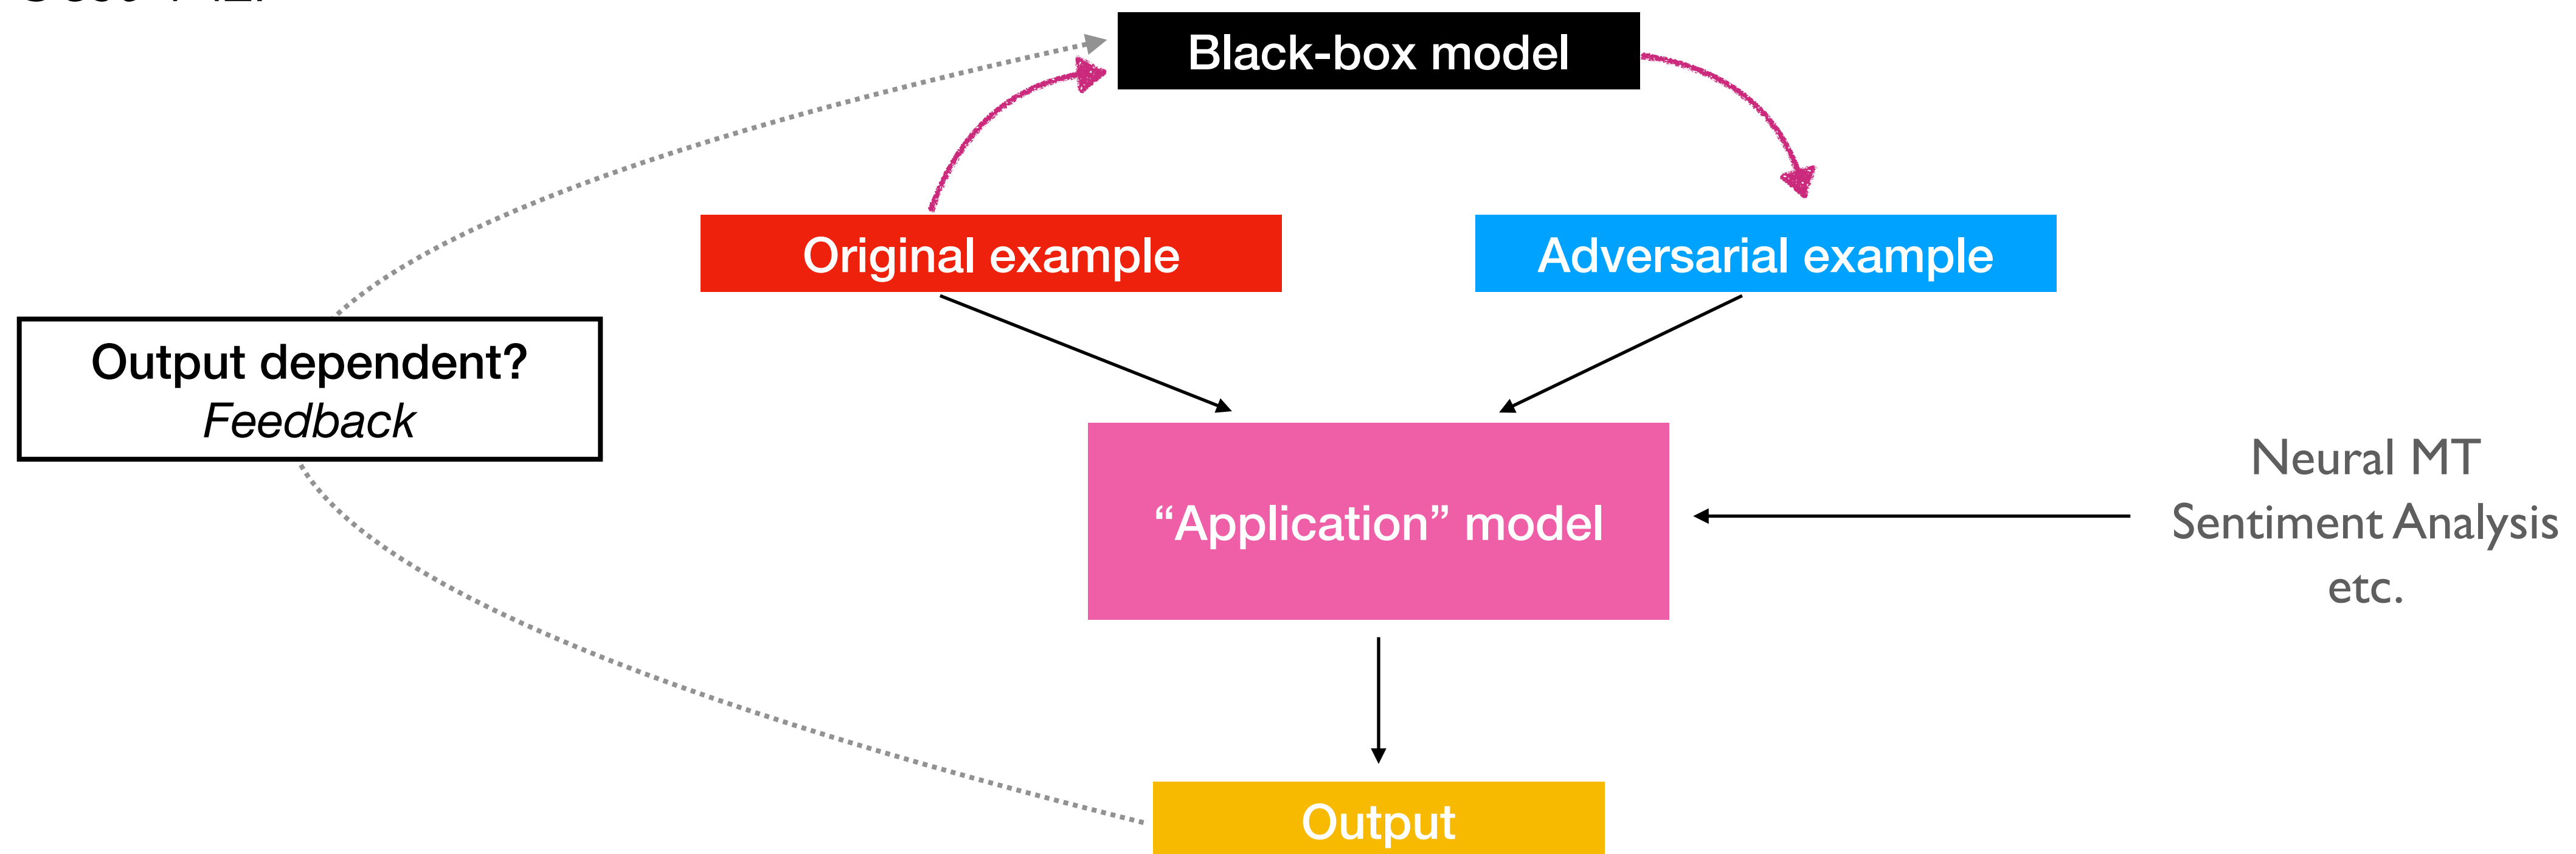 Black-box model
Original example
Adversarial example
Output dependent?
Feedback
“Application” model
Neural MT
Sentiment Analysis
etc.
Output